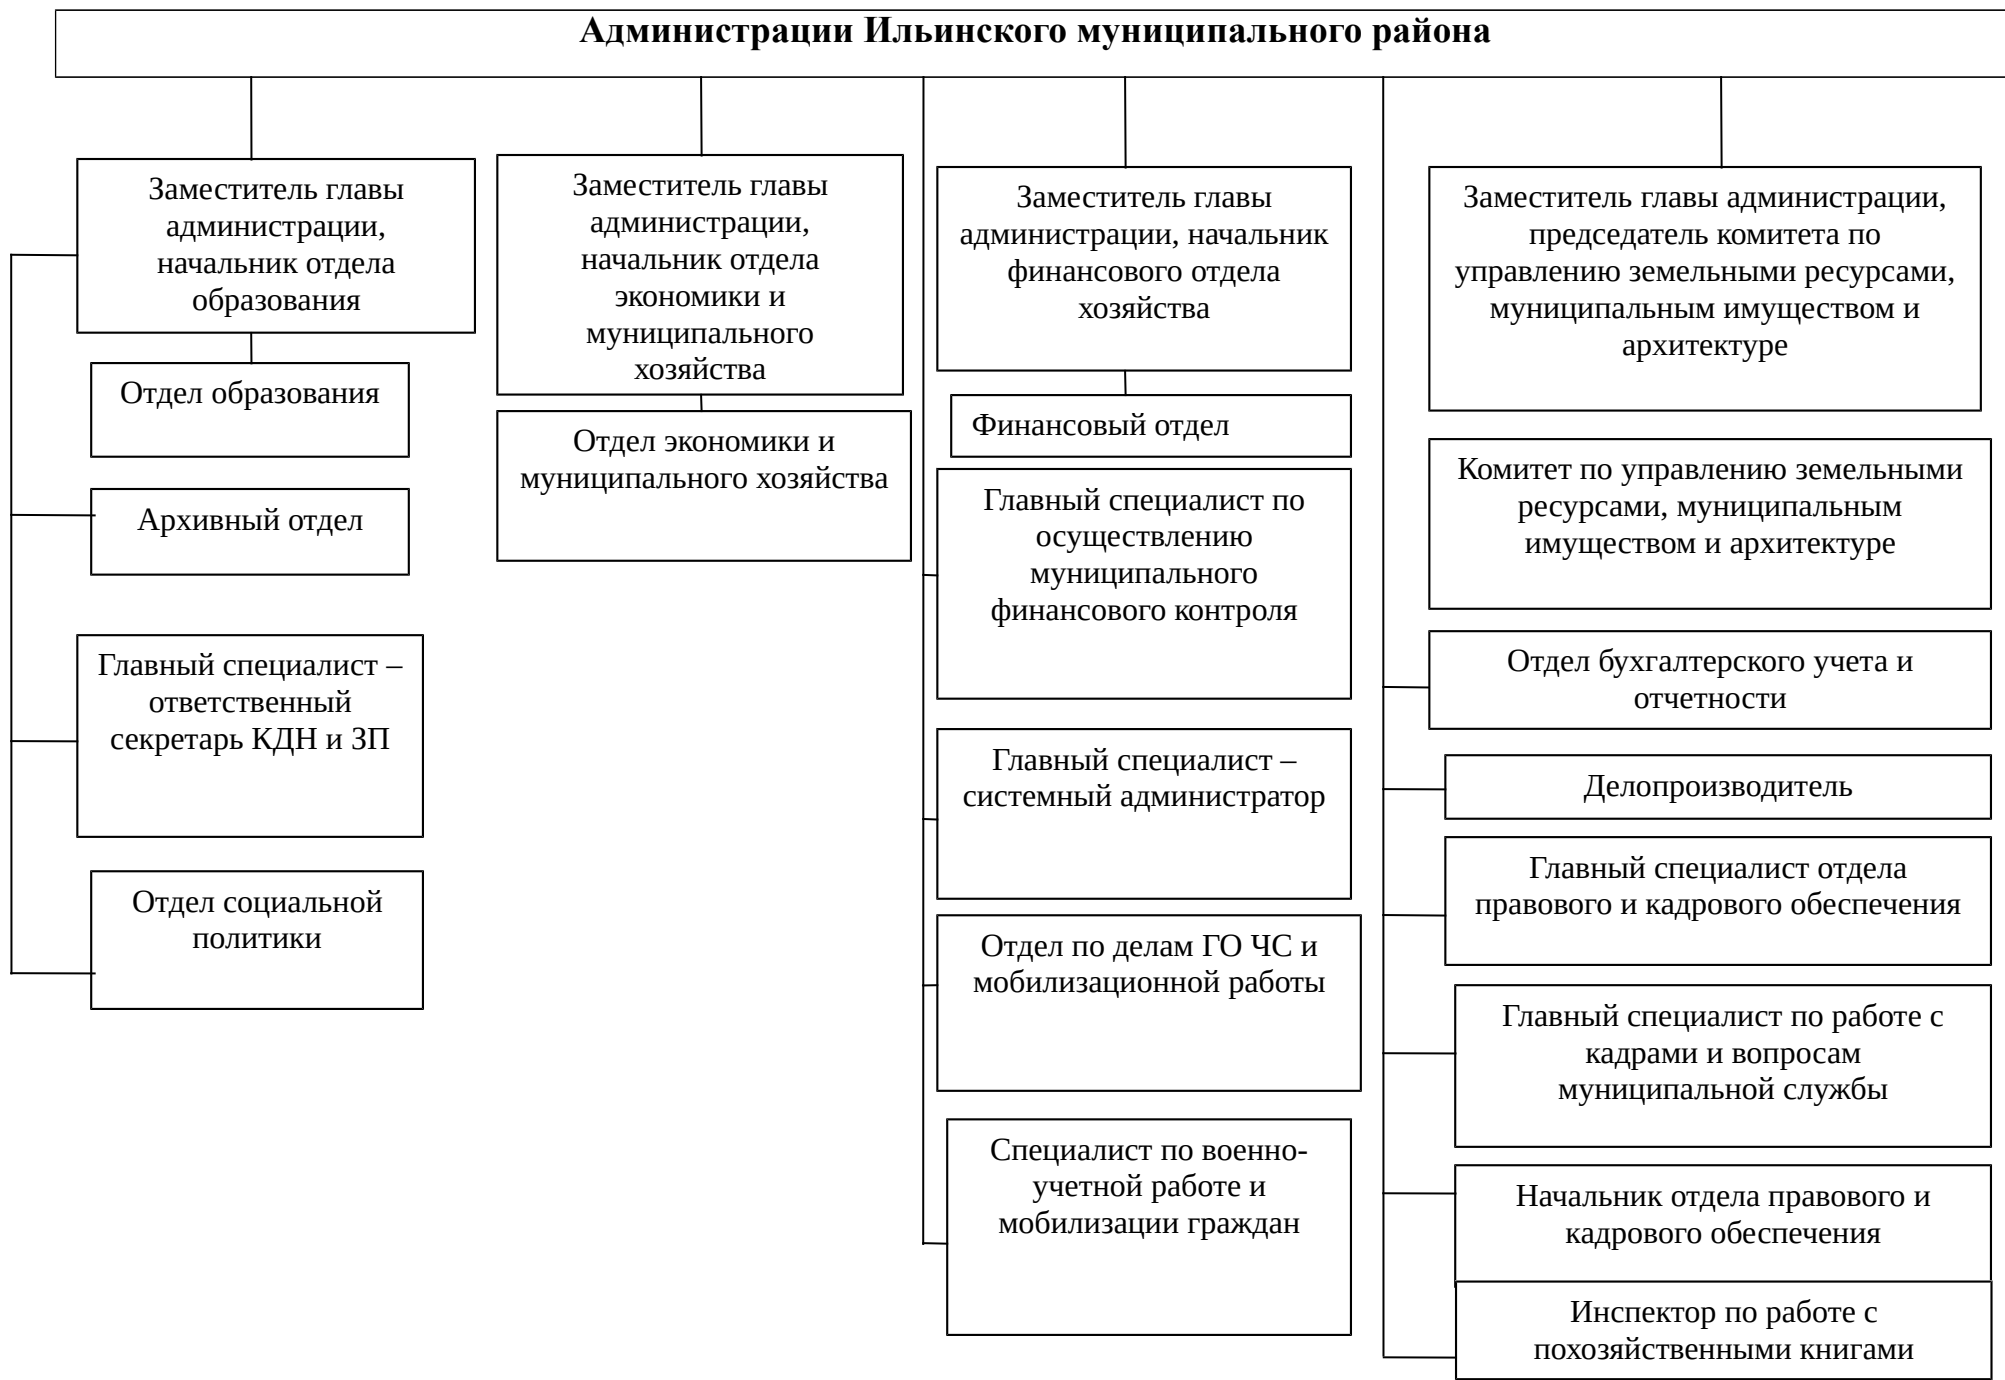 Администрации Ильинского муниципального района
Заместитель главы
администрации,
начальник отдела
образования
Отдел образования
Архивный отдел
Главный специалист –
ответственный
секретарь КДН и ЗП
Отдел социальной
политики
Заместитель главы
администрации,
начальник отдела
экономики и
муниципального
хозяйства
Отдел экономики и
муниципального хозяйства
Заместитель главы
администрации, начальник
финансового отдела
хозяйства
Финансовый отдел
Главный специалист по
осуществлению
муниципального
финансового контроля
Главный специалист –
системный администратор
Отдел по делам ГО ЧС и
мобилизационной работы
Специалист по военно-
учетной работе и
мобилизации граждан
Заместитель главы администрации,
председатель комитета по
управлению земельными ресурсами,
муниципальным имуществом и
архитектуре
Комитет по управлению земельными
ресурсами, муниципальным
имуществом и архитектуре
Отдел бухгалтерского учета и
отчетности
Делопроизводитель
Главный специалист отдела
правового и кадрового обеспечения
Главный специалист по работе с
кадрами и вопросам
муниципальной службы
Начальник отдела правового и
кадрового обеспечения
Инспектор по работе с
похозяйственными книгами